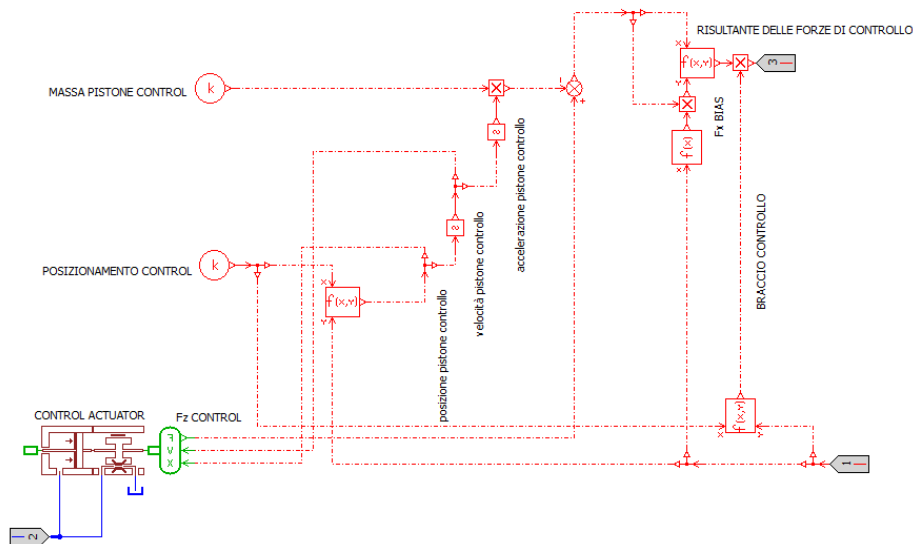 RISULTANTE DELLE FORZE DI CONTROLLO
X
f(x,y)
Y
3
MASSA PISTONE CONTROL
k
+
Fx BIAS
f(x)
X
accelerazione pistone controllo
velocità pistone controllo
posizione pistone controllo
POSIZIONAMENTO CONTROL
k
X
f(x,y)
Y
BRACCIO CONTROLLO
f(x,y)
X
Y
CONTROL ACTUATOR
Fz CONTROL
F
V
X
1
2